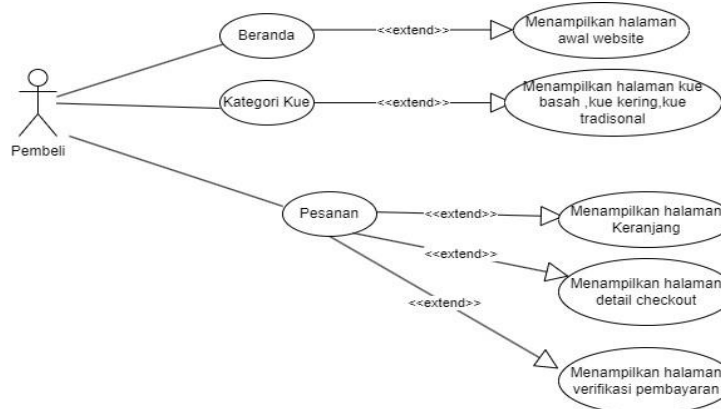 Beranda
<<extend>>
Menampilkan halaman
awal website
Kategori Kue
<<extend>>
Menampilkan halaman kue
basah ,kue kering,kue
tradisonal
Pembeli
Pesanan
<<extend>>
Menampilkan halaman
Keranjang
<<extend>>
Menampilkan halaman
detail checkout
<<extend>>
Menampilkan halaman
verifikasi pembayaran